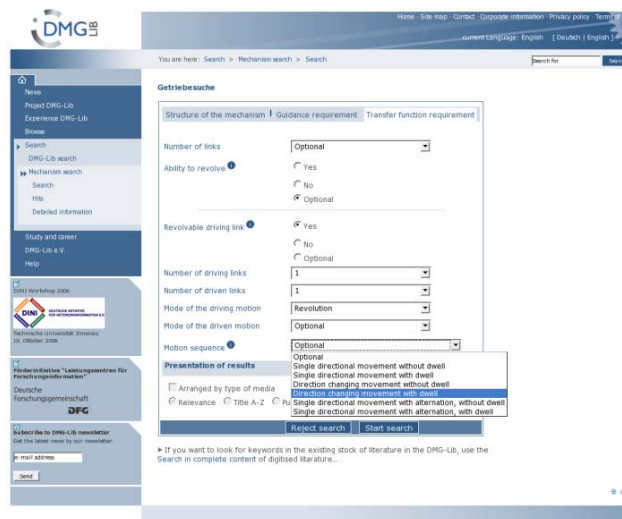 Home - Site map - Contact - Corporate information - Privacy policy - Terms of
DMG
current Language: English [ Deutsch | English ]
You are here: Search > Mechanism search > Search
Search for
News
Project DMG-Lib
Experience DMG-Lib
Browse
Search
DMG-Lib search
Mechanism search
Search
Hits
Detailed information
Study and career
DMG-Lib e.V.
Help
DINI Workshop 2006
DINI
DEUTSCHE INITIATIVE
FÜR NETZWERKINFORMATION E.V.
Technische Universität Ilmenau
10. Oktober 2006
Förderinitiative "Leistungszentren für
Forschungsinformation"
Deutsche
Forschungsgemeinschaft
DFG
Subscribe to DMG-Lib newsletter
Get the latest news by our newsletter.
e-mail address
Send
Getriebesuche
Structure of the mechanism
Guidance requirement
Transfer function requirement
Number of links
Optional
Ability to revolve
Yes
No
Optional
Revolvable driving link
Yes
No
Optional
Number of driving links
1
Number of driven links
1
Mode of the driving motion
Revolution
Mode of the driven motion
Optional
Motion sequence
Optional
Optional
Single directional movement without dwell
Single directional movement with dwell
Direction changing movement without dwell
Direction changing movement with dwell
Single directional movement with alternation, without dwell
Single directional movement with alternation, with dwell
Presentation of results
Arranged by type of media
Relevance
Title A-Z
Pu
Reject search
Start search
If you want to look for keywords in the existing stock of literature in the DMG-Lib, use the
Search in complete content of digitised litarature..